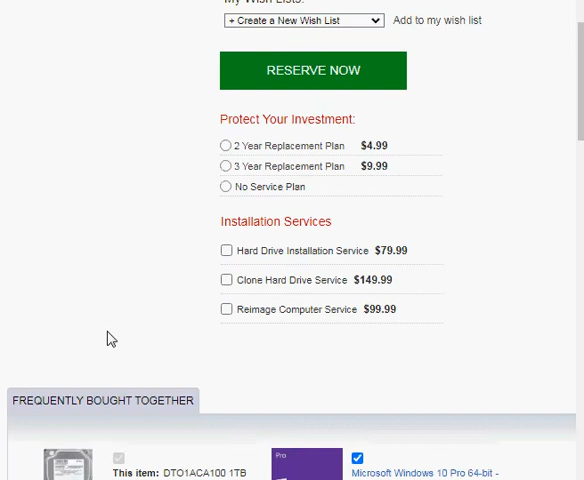 My Wish Lists:
+ Create a New Wish List Add to my wish list
RESERVE NOW
Protect Your Investment:
2 Year Replacement Plan $4.99
3 Year Replacement Plan $9.99
No Service Plan
Installation Services
Hard Drive Installation Service $79.99
Clone Hard Drive Service $149.99
Reimage Computer Service $99.99
FREQUENTLY BOUGHT TOGETHER
This item: DTO1ACA100 1TB
Pro
Microsoft Windows 10 Pro 64-bit -